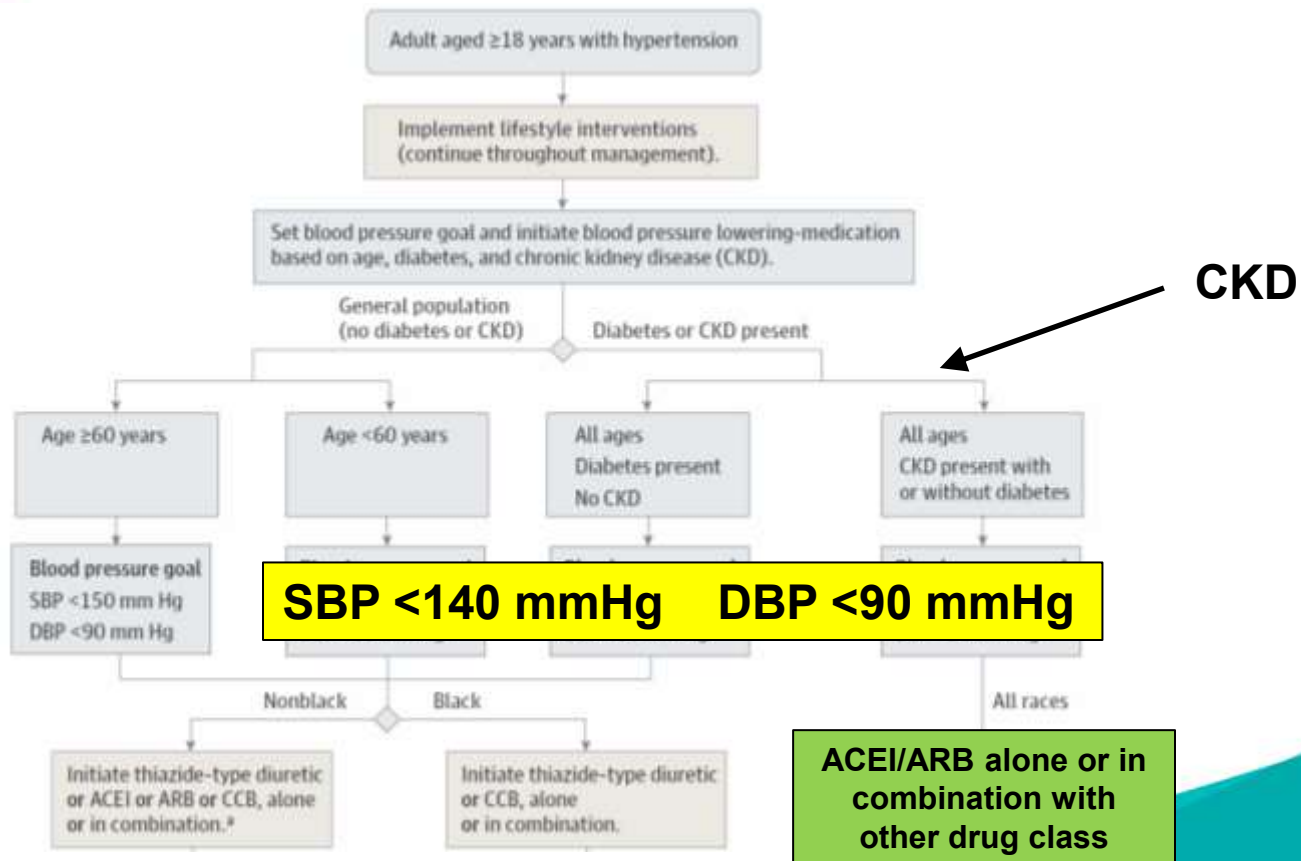 Adult aged ≥18 years with hypertension
Implement lifestyle interventions
(continue throughout management).
Set blood pressure goal and initiate blood pressure lowering-medication
based on age, diabetes, and chronic kidney disease (CKD).
CKD
General population
(no diabetes or CKD)
Diabetes or CKD present
Age ≥60 years
Age <60 years
All ages
Diabetes present
No CKD
All ages
CKD present with
or without diabetes
Blood pressure goal
SBP <150 mm Hg
DBP <90 mm Hg
SBP <140 mmHg DBP <90 mmHg
Nonblack
Black
All races
Initiate thiazide-type diuretic
or ACEI or ARB or CCB, alone
or in combination.ª
Initiate thiazide-type diuretic
or CCB, alone
or in combination.
ACEI/ARB alone or in
combination with
other drug class